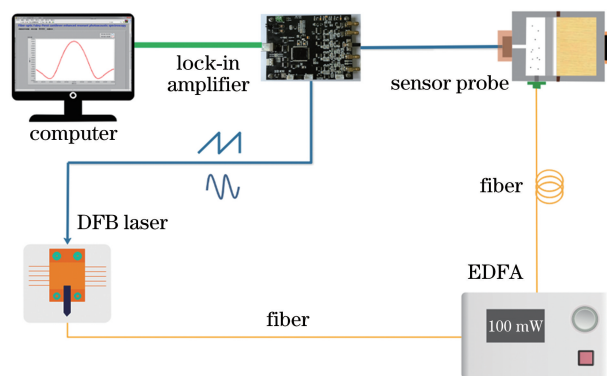 lock-in
amplifier
sensor probe
computer
fiber
DFB laser
EDFA
fiber
100 mW